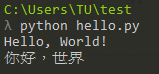 C:\Users\TU\test
λ python hello.py
Hello, World!
你好，世界